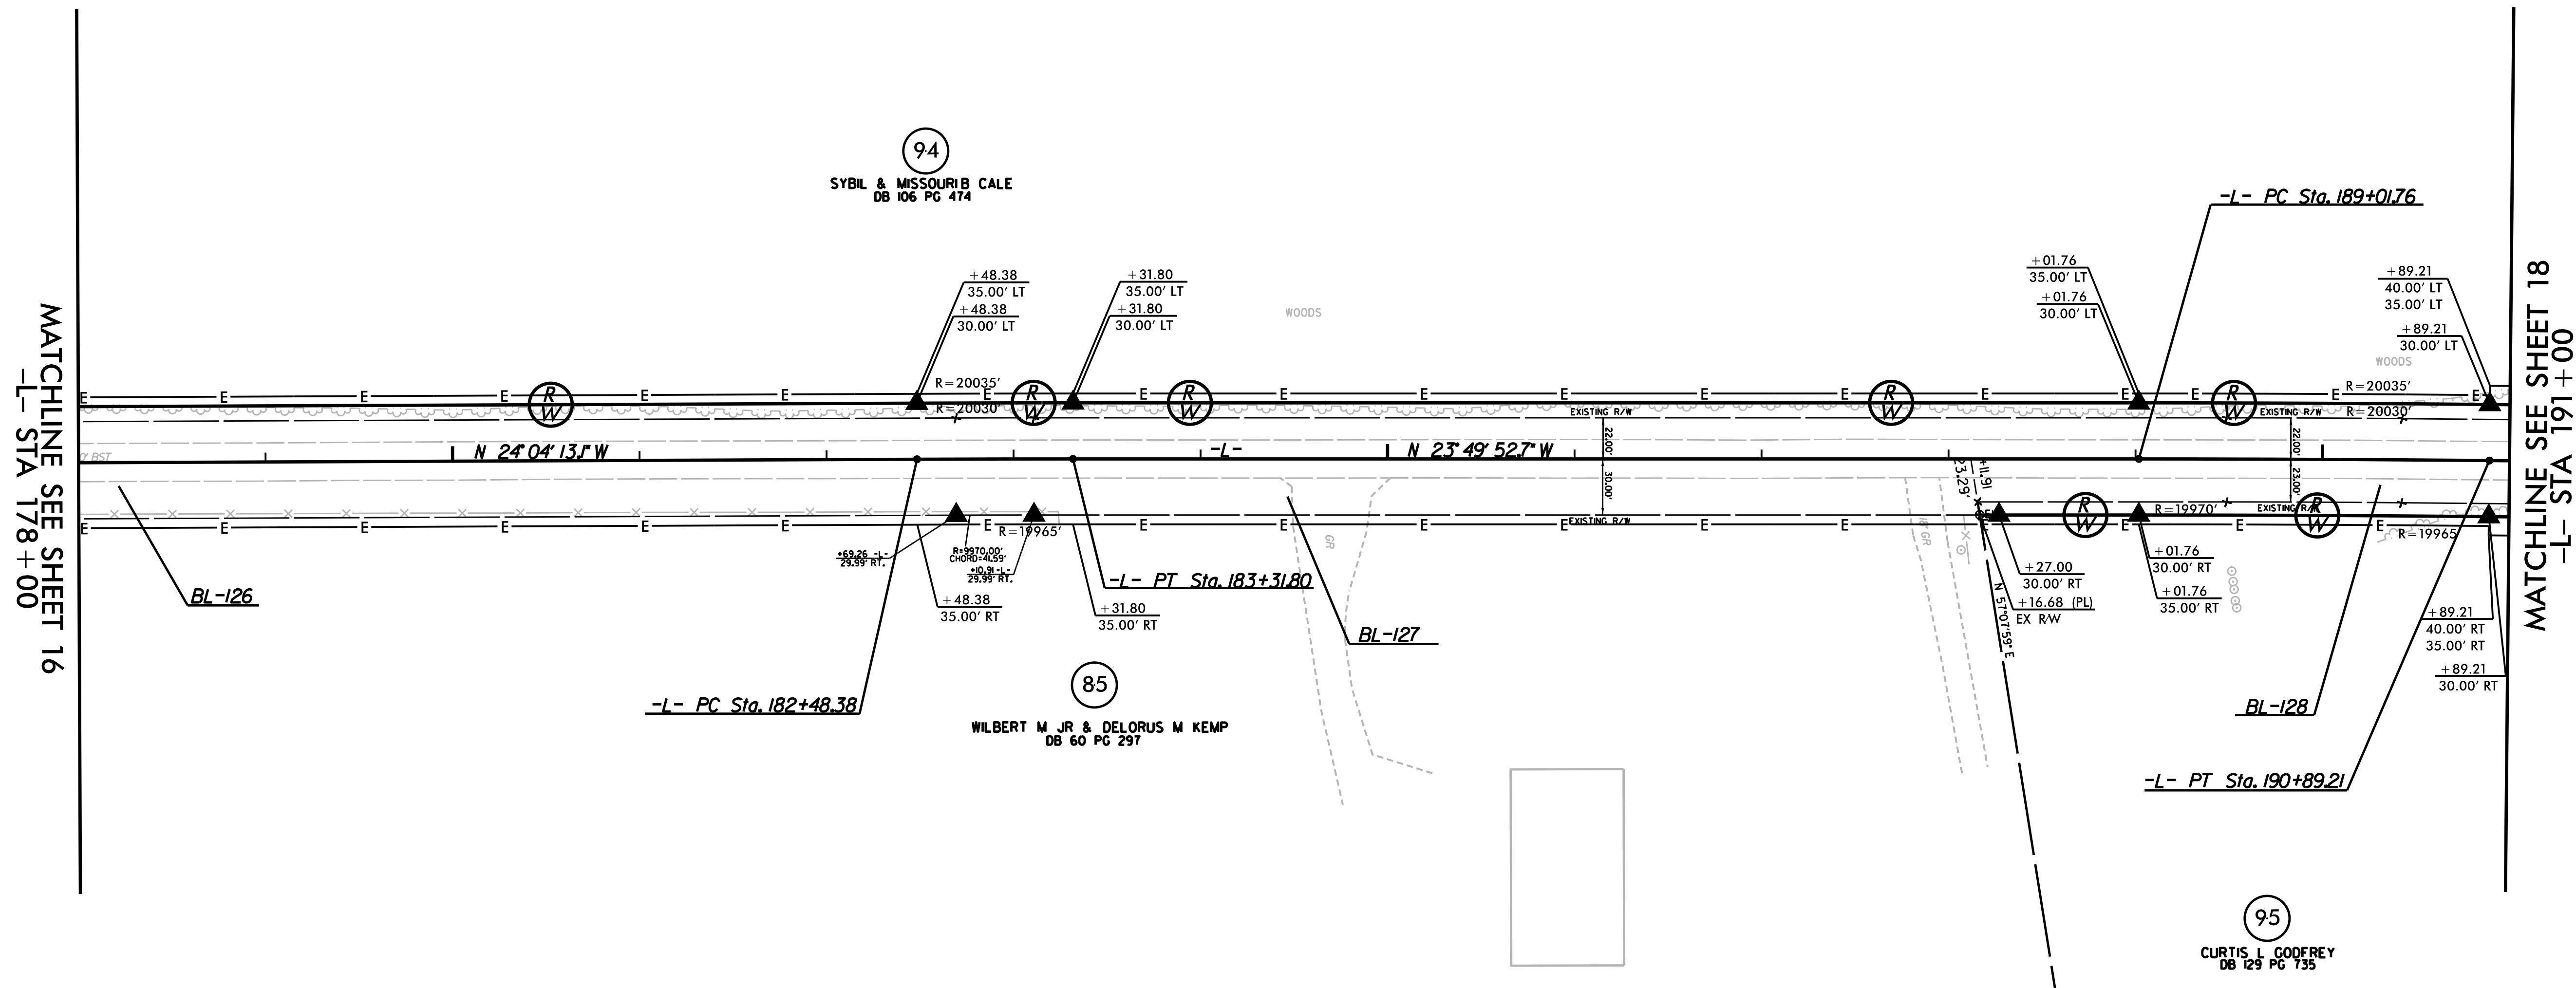 MATCHLINE SEE SHEET 16
-L- STA 178+00
94
SYBIL & MISSOURI B CALE
DB 106 PG 474
-L- PC Sta. 189+01.76
+48.38
35.00' LT
+48.38
30.00' LT
+31.80
35.00' LT
+31.80
30.00' LT
WOODS
+01.76
35.00' LT
+01.76
30.00' LT
+89.21
40.00' LT
35.00' LT
+89.21
30.00' LT
WOODS
E E E E E E E E E E E E E E E E E E
R=20035'
R=20030'
R=20035'
R=20030'
R/W
R/W
R/W
R/W
R/W
EXISTING R/W
EXISTING R/W
BST
N 24° 04' 13.1" W
-L-
N 23° 49' 52.7" W
22.00'
30.00'
22.00'
23.00'
+11.91
23.29'
E E E E E E E E E E E E E E E E E
R=19965'
EXISTING R/W
R=19970'
EXISTING R/W
R/W
R/W
R=19965'
+69.26 -L-
29.99' RT.
R=9970.00'
CHORD=41.59'
+10.91 -L-
29.99' RT.
+48.38
35.00' RT
+31.80
35.00' RT
-L- PT Sta. 183+31.80
BL-126
BL-127
GR
GR
+27.00
30.00' RT
+16.68 (PL)
EX R/W
N 57°07'59" E
+01.76
30.00' RT
+01.76
35.00' RT
+89.21
40.00' RT
35.00' RT
+89.21
30.00' RT
-L- PC Sta. 182+48.38
85
WILBERT M JR & DELORUS M KEMP
DB 60 PG 297
BL-128
-L- PT Sta. 190+89.21
95
CURTIS L GODFREY
DB 129 PG 735
MATCHLINE SEE SHEET 18
-L- STA 191+00